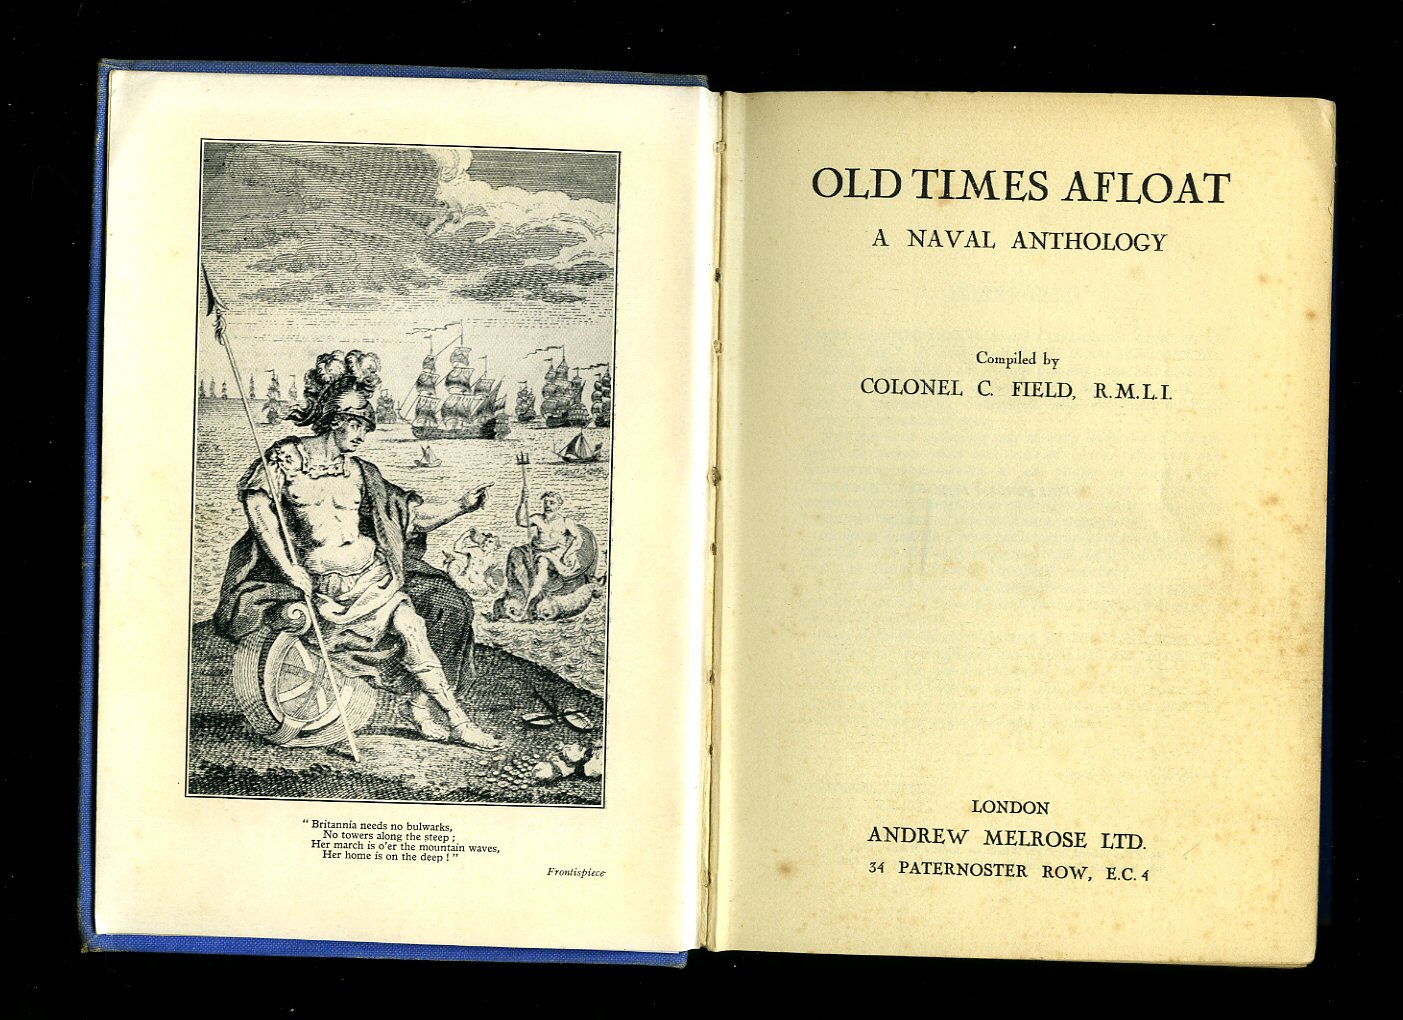 "Britannia needs no bulwarks,
No towers along the steep;
Her march is o'er the mountain waves,
Her home is on the deep!"
Frontispiece
OLD TIMES AFLOAT
A NAVAL ANTHOLOGY
Compiled by
COLONEL C. FIELD, R.M.L.I.
LONDON
ANDREW MELROSE LTD.
34 PATERNOSTER ROW, E.C. 4